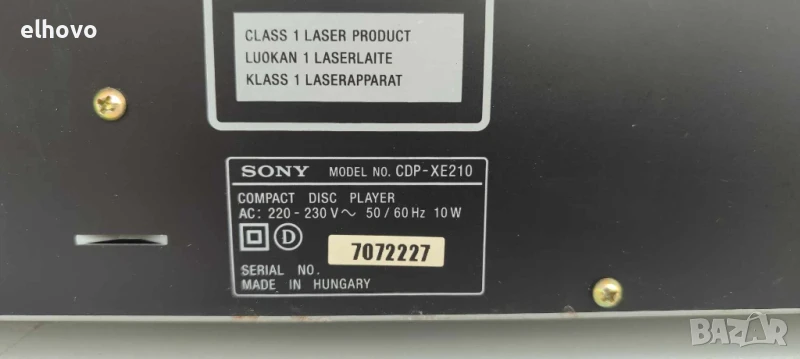 elhovo
CLASS 1 LASER PRODUCT
LUOKAN 1 LASERLAITE
KLASS 1 LASERAPPARAT
SONY MODEL NO. CDP-XE210
COMPACT DISC PLAYER
AC: 220 - 230 V～ 50 / 60 Hz 10 W
D
7072227
SERIAL NO.
MADE IN HUNGARY
BAZAR